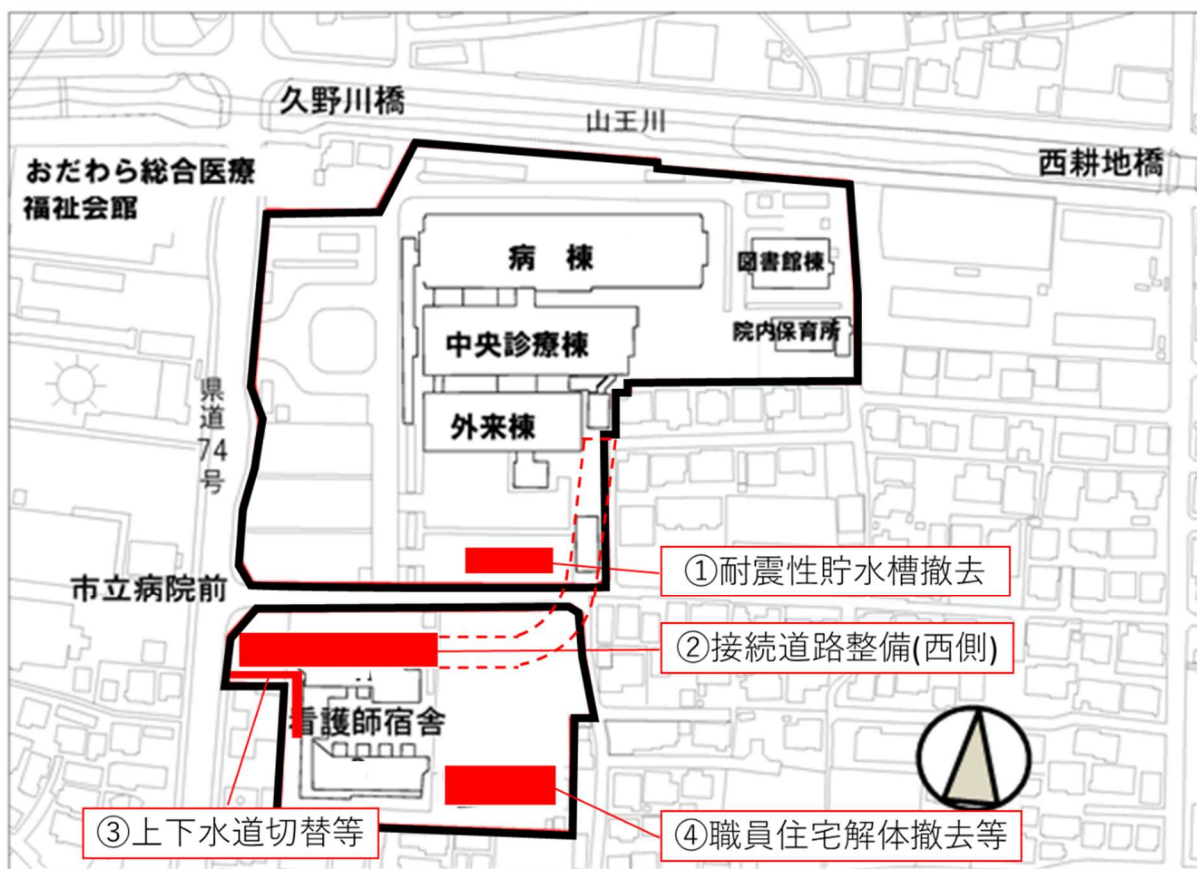 久野川橋
山王川
西耕地橋
おだわら総合医療
福祉会館
病 棟
図書館棟
中央診療棟
院内保育所
外来棟
県道74号
①耐震性貯水槽撤去
市立病院前
②接続道路整備(西側)
看護師宿舎
③上下水道切替等
④職員住宅解体撤去等